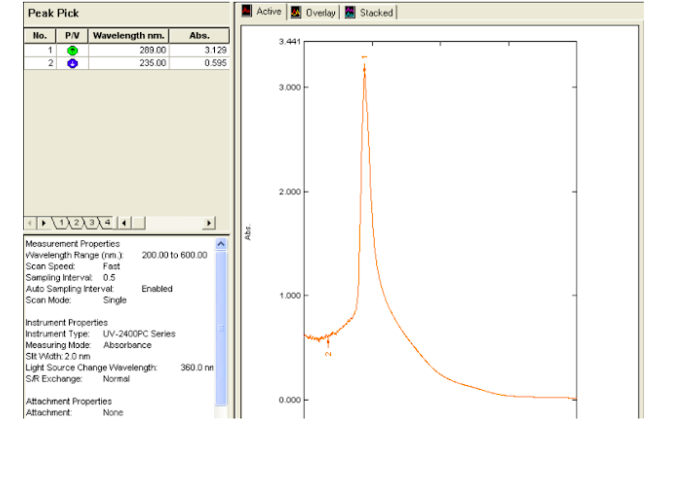 Peak Pick
No. P/V Wavelength nm. Abs.
1 289.00 3.129
2 235.00 0.595
1 2 3 4
Measurement Properties
Wavelength Range (nm.): 200.00 to 600.00
Scan Speed: Fast
Sampling Interval: 0.5
Auto Sampling Interval: Enabled
Scan Mode: Single
Instrument Properties
Instrument Type: UV-2400PC Series
Measuring Mode: Absorbance
Slit Width: 2.0 nm
Light Source Change Wavelength: 360.0 nm
S/R Exchange: Normal
Attachment Properties
Attachment: None
Active Overlay Stacked
3.441
3.000
2.000
1.000
0.000
Abs.
1
2